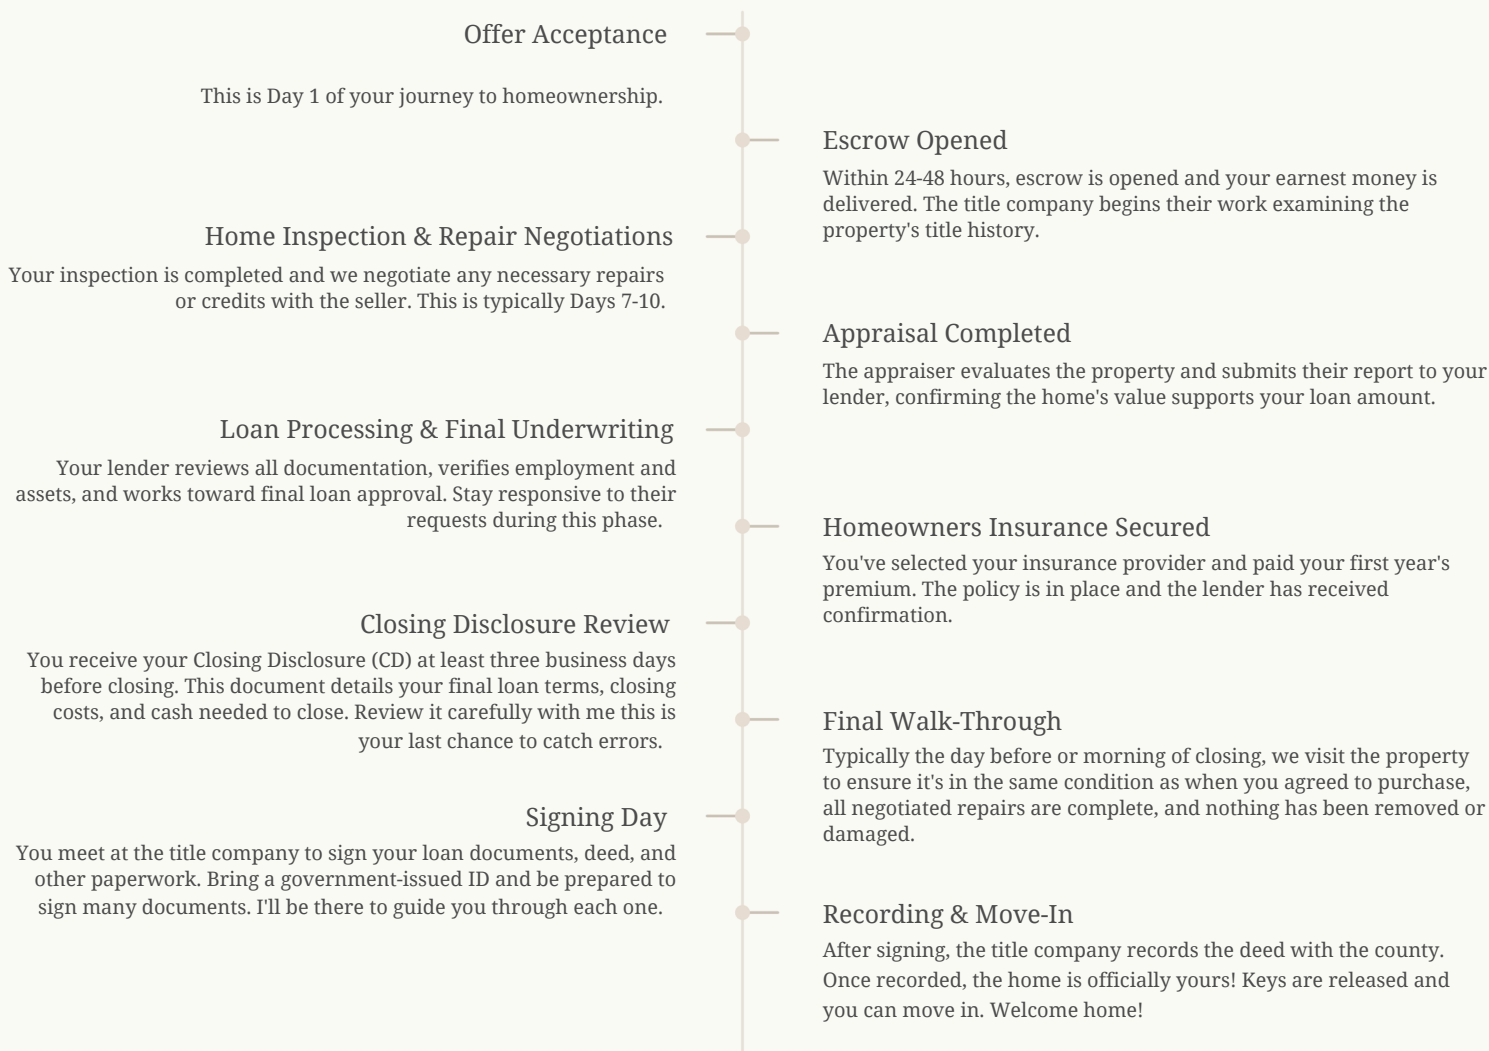 Offer Acceptance
This is Day 1 of your journey to homeownership.
Escrow Opened
Within 24-48 hours, escrow is opened and your earnest money is
delivered. The title company begins their work examining the
property's title history.
Home Inspection & Repair Negotiations
Your inspection is completed and we negotiate any necessary repairs
or credits with the seller. This is typically Days 7-10.
Appraisal Completed
The appraiser evaluates the property and submits their report to your
lender, confirming the home's value supports your loan amount.
Loan Processing & Final Underwriting
Your lender reviews all documentation, verifies employment and
assets, and works toward final loan approval. Stay responsive to their
requests during this phase.
Homeowners Insurance Secured
You've selected your insurance provider and paid your first year's
premium. The policy is in place and the lender has received
confirmation.
Closing Disclosure Review
You receive your Closing Disclosure (CD) at least three business days
before closing. This document details your final loan terms, closing
costs, and cash needed to close. Review it carefully with me this is
your last chance to catch errors.
Final Walk-Through
Typically the day before or morning of closing, we visit the property
to ensure it's in the same condition as when you agreed to purchase,
all negotiated repairs are complete, and nothing has been removed or
damaged.
Signing Day
You meet at the title company to sign your loan documents, deed, and
other paperwork. Bring a government-issued ID and be prepared to
sign many documents. I'll be there to guide you through each one.
Recording & Move-In
After signing, the title company records the deed with the county.
Once recorded, the home is officially yours! Keys are released and
you can move in. Welcome home!